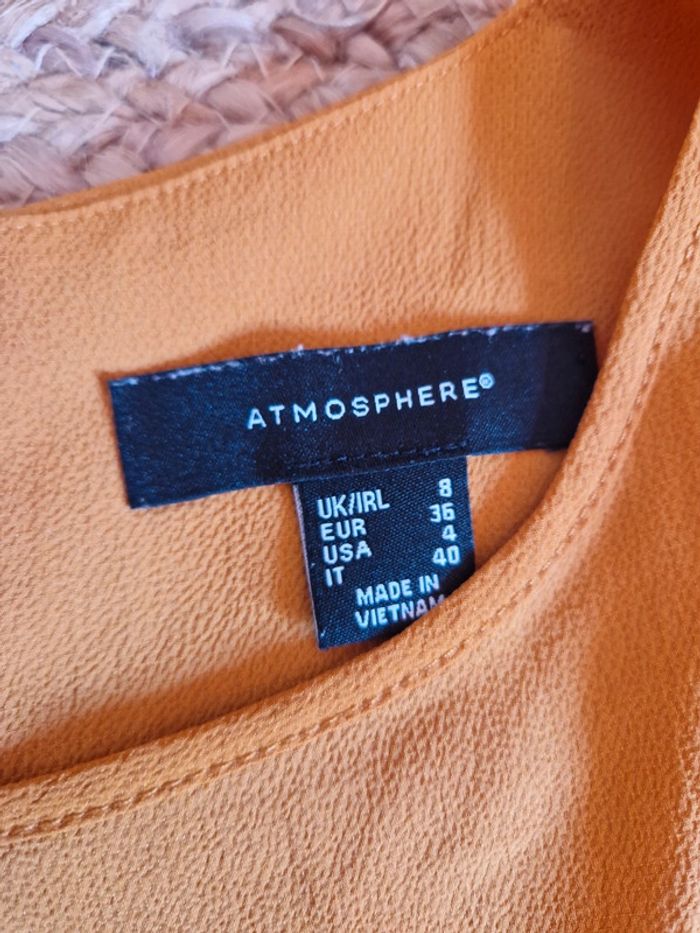 ATMOSPHERE®
UK/IRL 8
EUR 36
USA 4
IT 40
MADE IN
VIETNAM